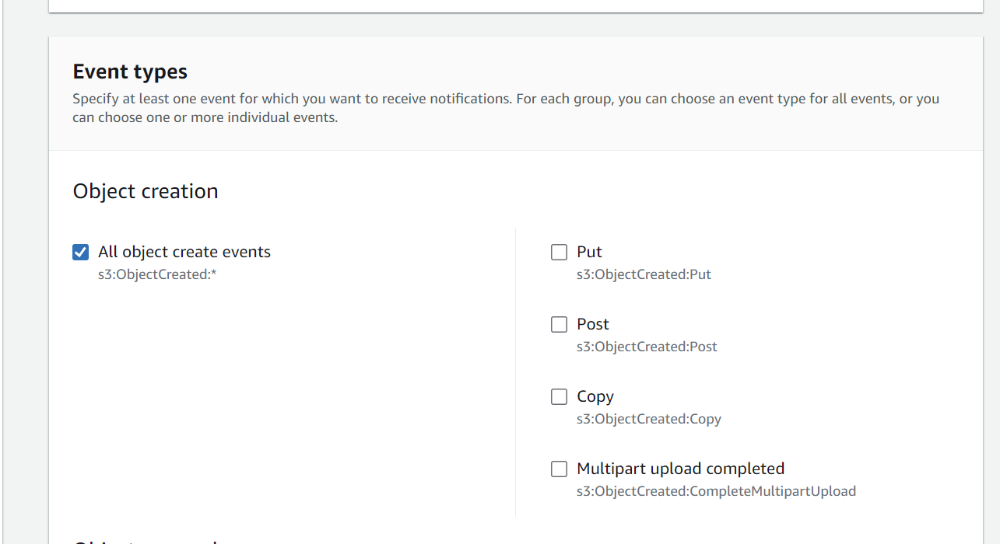 Event types
Specify at least one event for which you want to receive notifications. For each group, you can choose an event type for all events, or you
can choose one or more individual events.
Object creation
All object create events
s3:ObjectCreated:*
Put
s3:ObjectCreated:Put
Post
s3:ObjectCreated:Post
Copy
s3:ObjectCreated:Copy
Multipart upload completed
s3:ObjectCreated:CompleteMultipartUpload